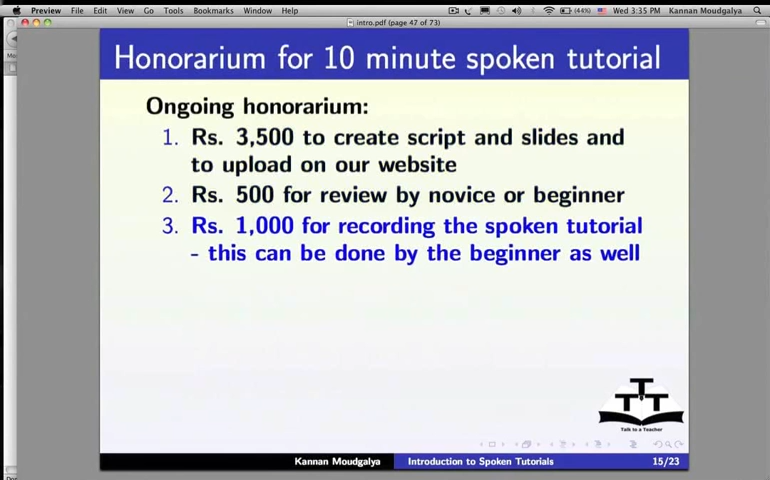 Preview File Edit View Go Tools Bookmarks Window Help (44%) Wed 3:35 PM Kannan Moudgalya
intro.pdf (page 47 of 73)
Honorarium for 10 minute spoken tutorial
Ongoing honorarium:
1. Rs. 3,500 to create script and slides and
to upload on our website
2. Rs. 500 for review by novice or beginner
3. Rs. 1,000 for recording the spoken tutorial
- this can be done by the beginner as well
TTT
Talk to a Teacher
Kannan Moudgalya Introduction to Spoken Tutorials 15/23